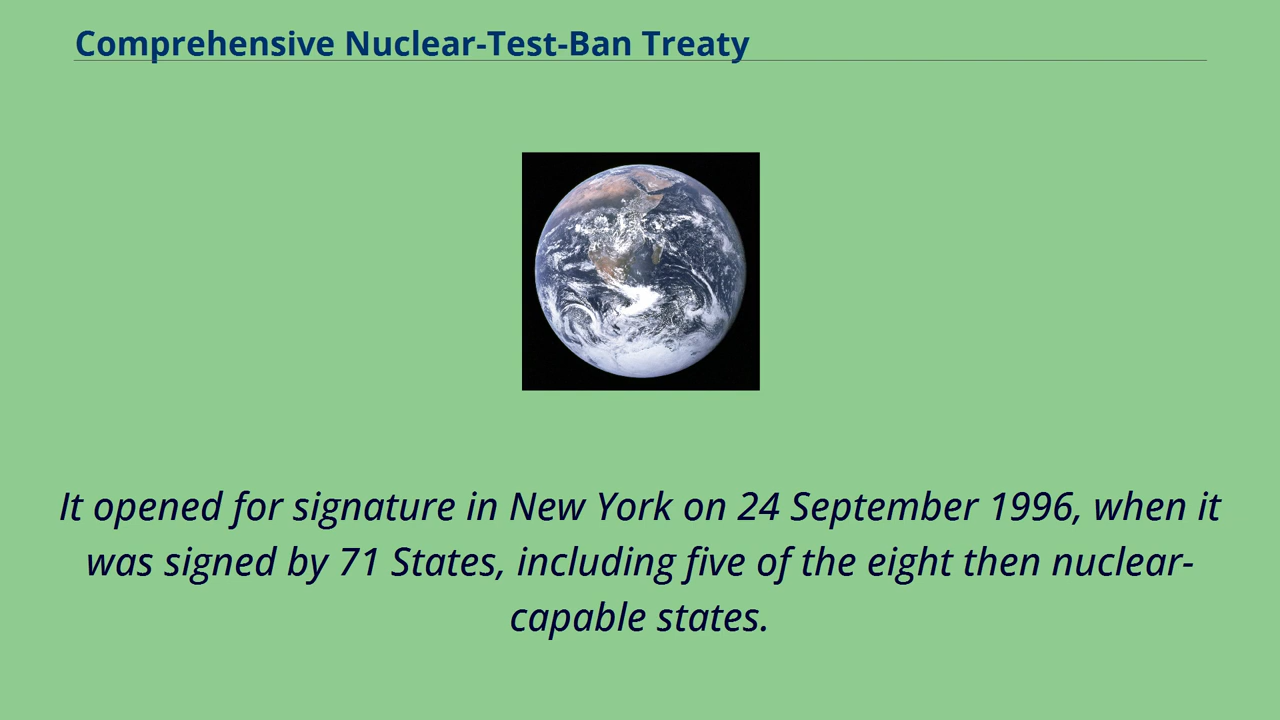 Comprehensive Nuclear-Test-Ban Treaty
It opened for signature in New York on 24 September 1996, when it
was signed by 71 States, including five of the eight then nuclear-
capable states.